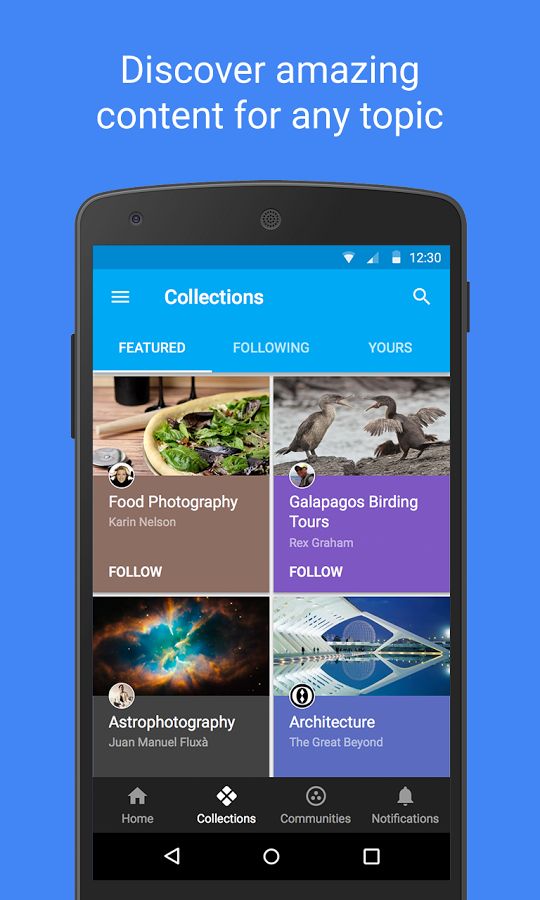 Discover amazing
content for any topic
12:30
Collections
FEATURED
FOLLOWING
YOURS
Food Photography
Karin Nelson
FOLLOW
Galapagos Birding
Tours
Rex Graham
FOLLOW
Astrophotography
Juan Manuel Fluxà
Architecture
The Great Beyond
Home
Collections
Communities
Notifications